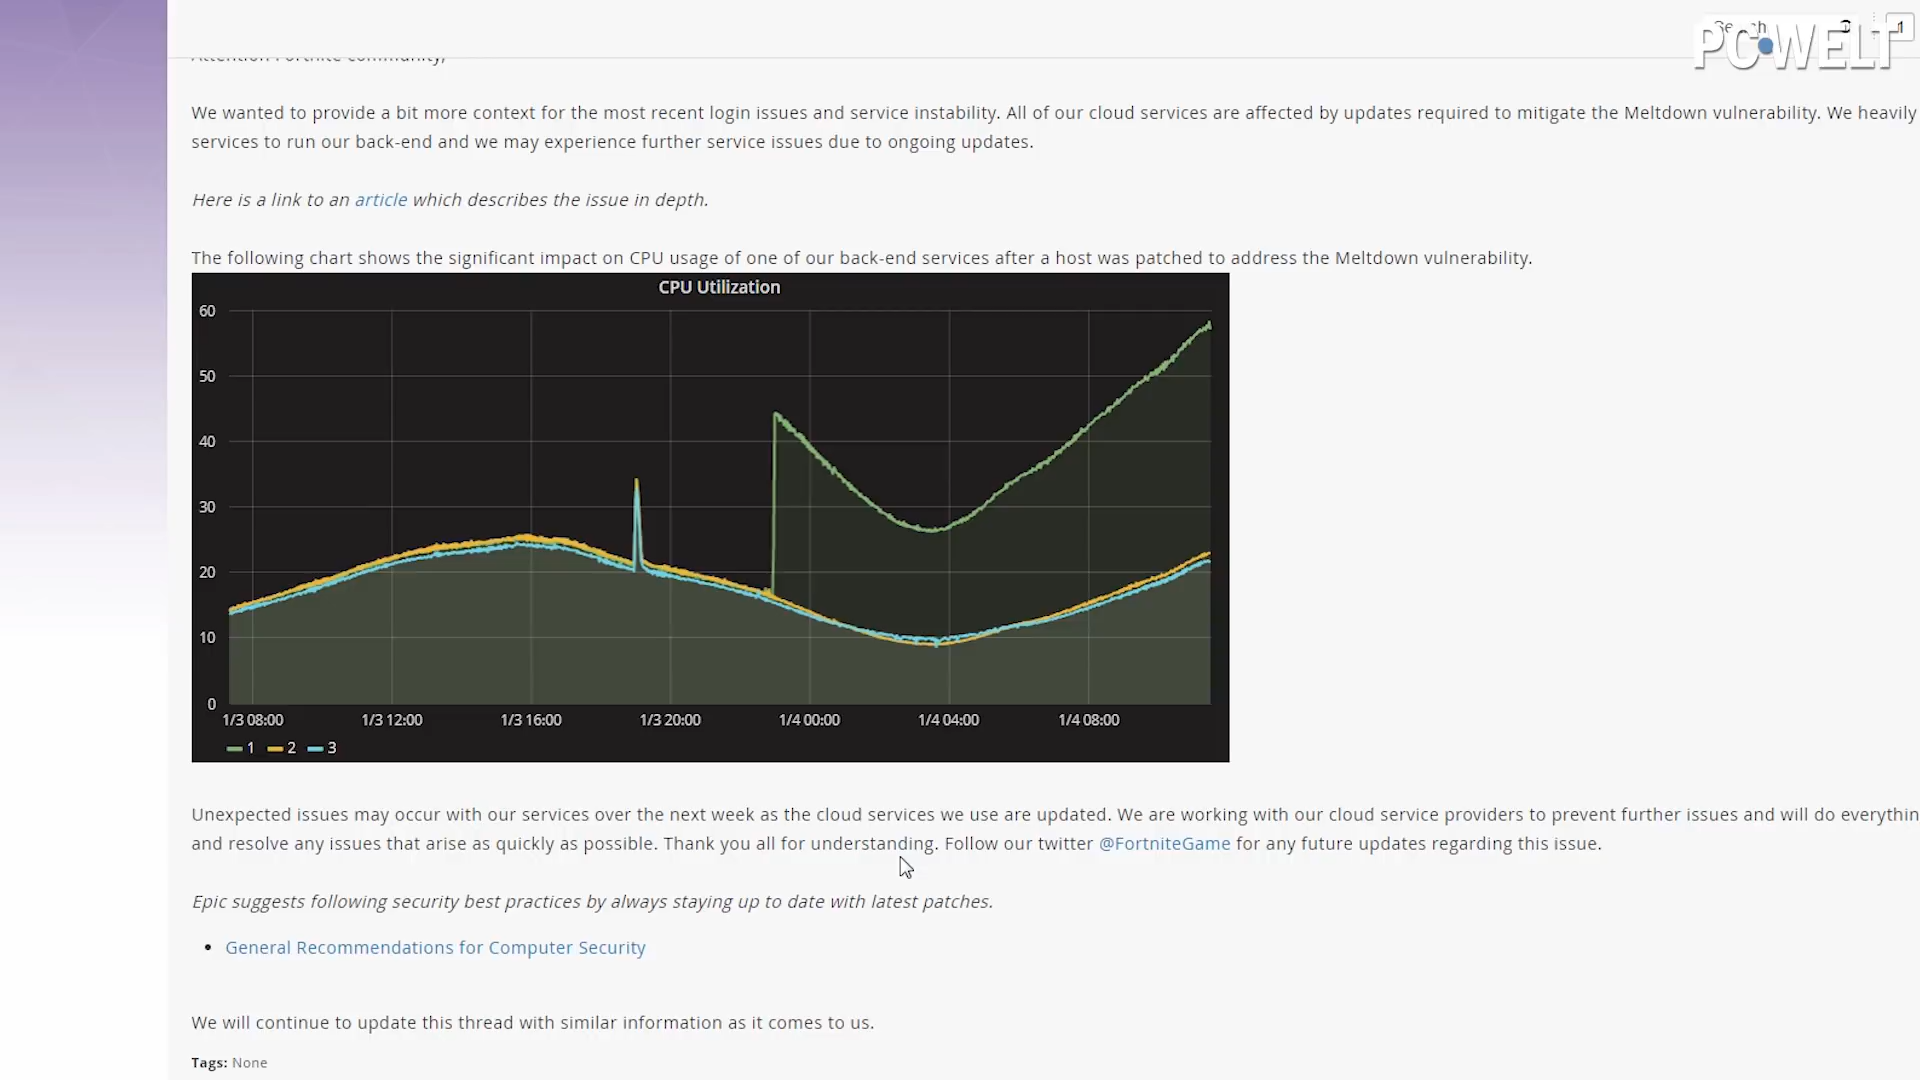 Search
PC WELT
Attention Fortnite community,
We wanted to provide a bit more context for the most recent login issues and service instability. All of our cloud services are affected by updates required to mitigate the Meltdown vulnerability. We heavily
services to run our back-end and we may experience further service issues due to ongoing updates.
Here is a link to an article which describes the issue in depth.
The following chart shows the significant impact on CPU usage of one of our back-end services after a host was patched to address the Meltdown vulnerability.
CPU Utilization
60
50
40
30
20
10
0
1/3 08:00 1/3 12:00 1/3 16:00 1/3 20:00 1/4 00:00 1/4 04:00 1/4 08:00
1 2 3
Unexpected issues may occur with our services over the next week as the cloud services we use are updated. We are working with our cloud service providers to prevent further issues and will do everythin
and resolve any issues that arise as quickly as possible. Thank you all for understanding. Follow our twitter @FortniteGame for any future updates regarding this issue.
Epic suggests following security best practices by always staying up to date with latest patches.
• General Recommendations for Computer Security
We will continue to update this thread with similar information as it comes to us.
Tags: None